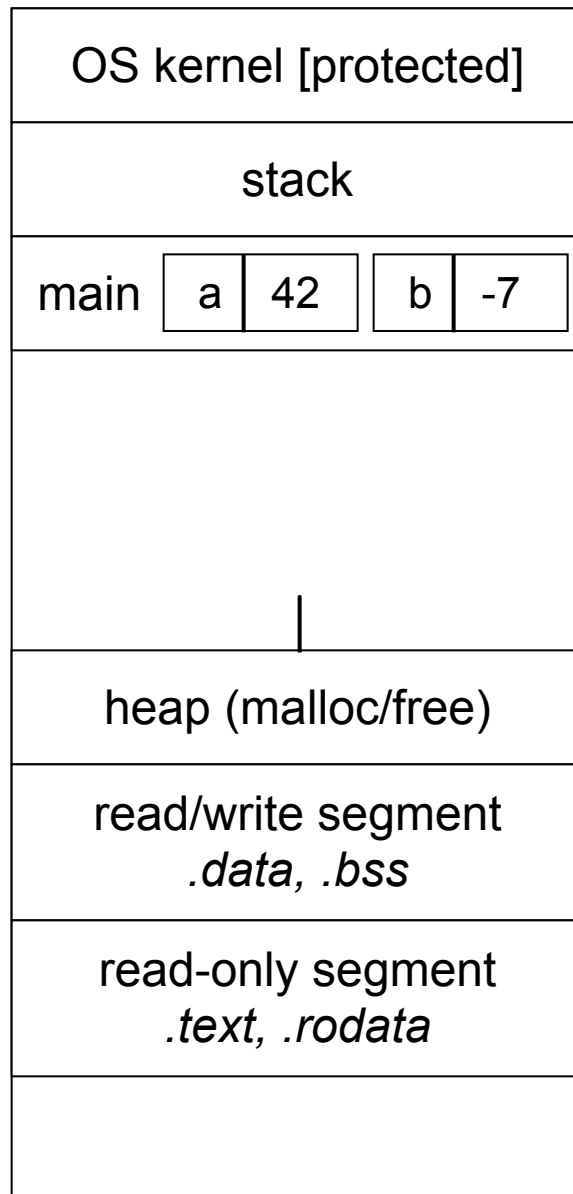 OS kernel [protected]
stack
main a 42 b -7
heap (malloc/free)
read/write segment
.data, .bss
read-only segment
.text, .rodata